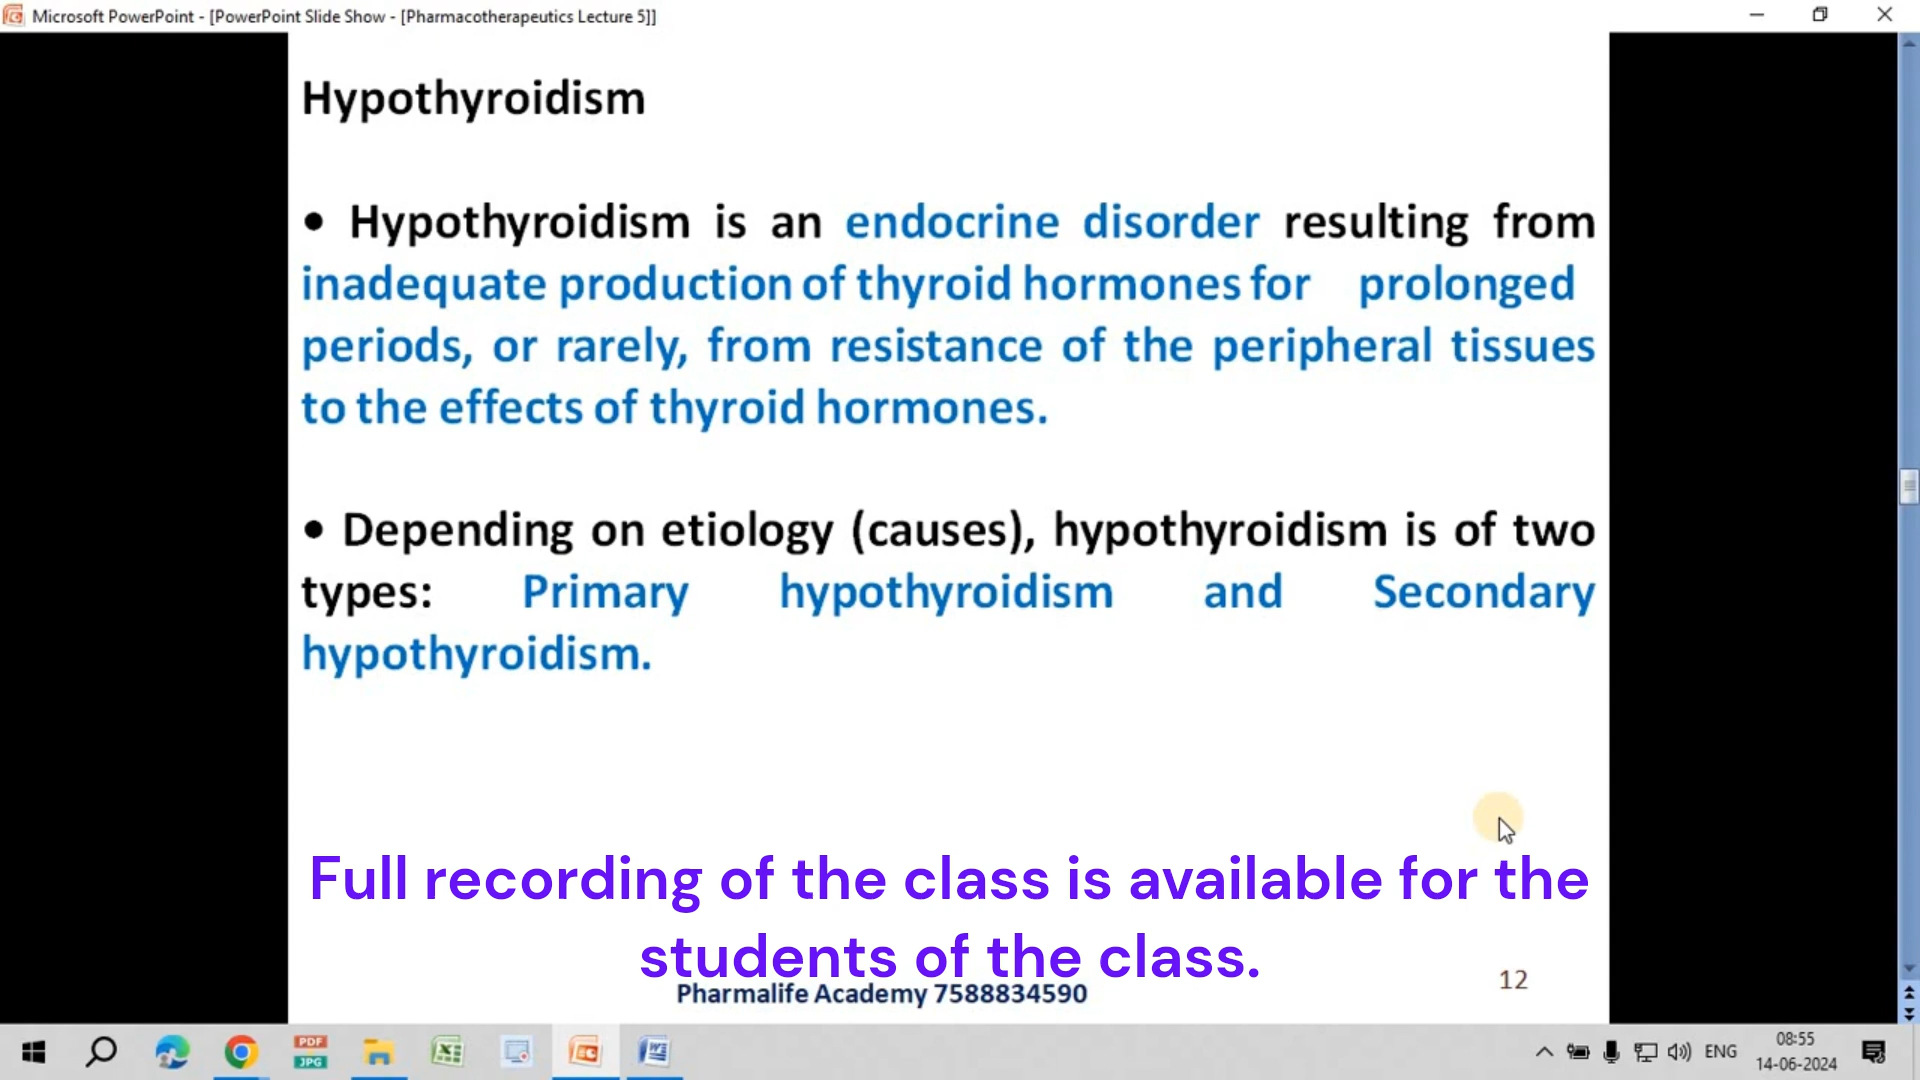 Microsoft PowerPoint - [PowerPoint Slide Show - [Pharmacotherapeutics Lecture 5]]
Hypothyroidism
• Hypothyroidism is an endocrine disorder resulting from
inadequate production of thyroid hormones for prolonged
periods, or rarely, from resistance of the peripheral tissues
to the effects of thyroid hormones.
• Depending on etiology (causes), hypothyroidism is of two
types: Primary hypothyroidism and Secondary
hypothyroidism.
Full recording of the class is available for the
students of the class.
Pharmalife Academy 7588834590
12
PDF
JPG
ENG
08:55
14-06-2024